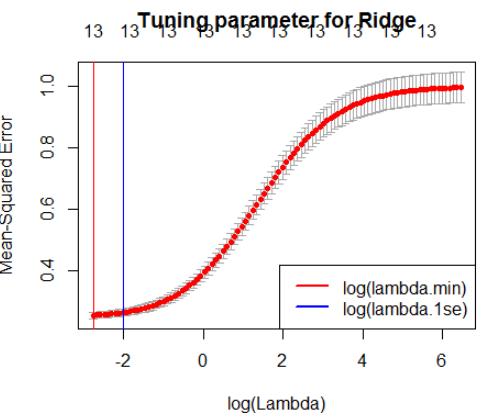 Tuning parameter for Ridge
13 13 13 13 13 13 13 13 13 13
Mean-Squared Error
1.0
0.8
0.6
0.4
log(lambda.min)
log(lambda.1se)
-2 0 2 4 6
log(Lambda)